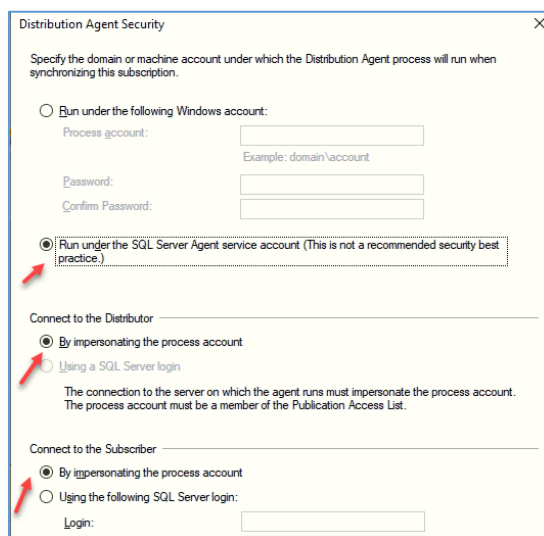 Distribution Agent Security
Specify the domain or machine account under which the Distribution Agent process will run when
synchronizing this subscription.
Run under the following Windows account:
Process account:
Example: domain\account
Password:
Confirm Password:
Run under the SQL Server Agent service account (This is not a recommended security best
practice.)
Connect to the Distributor
By impersonating the process account
Using a SQL Server login
The connection to the server on which the agent runs must impersonate the process account.
The process account must be a member of the Publication Access List.
Connect to the Subscriber
By impersonating the process account
Using the following SQL Server login:
Login: